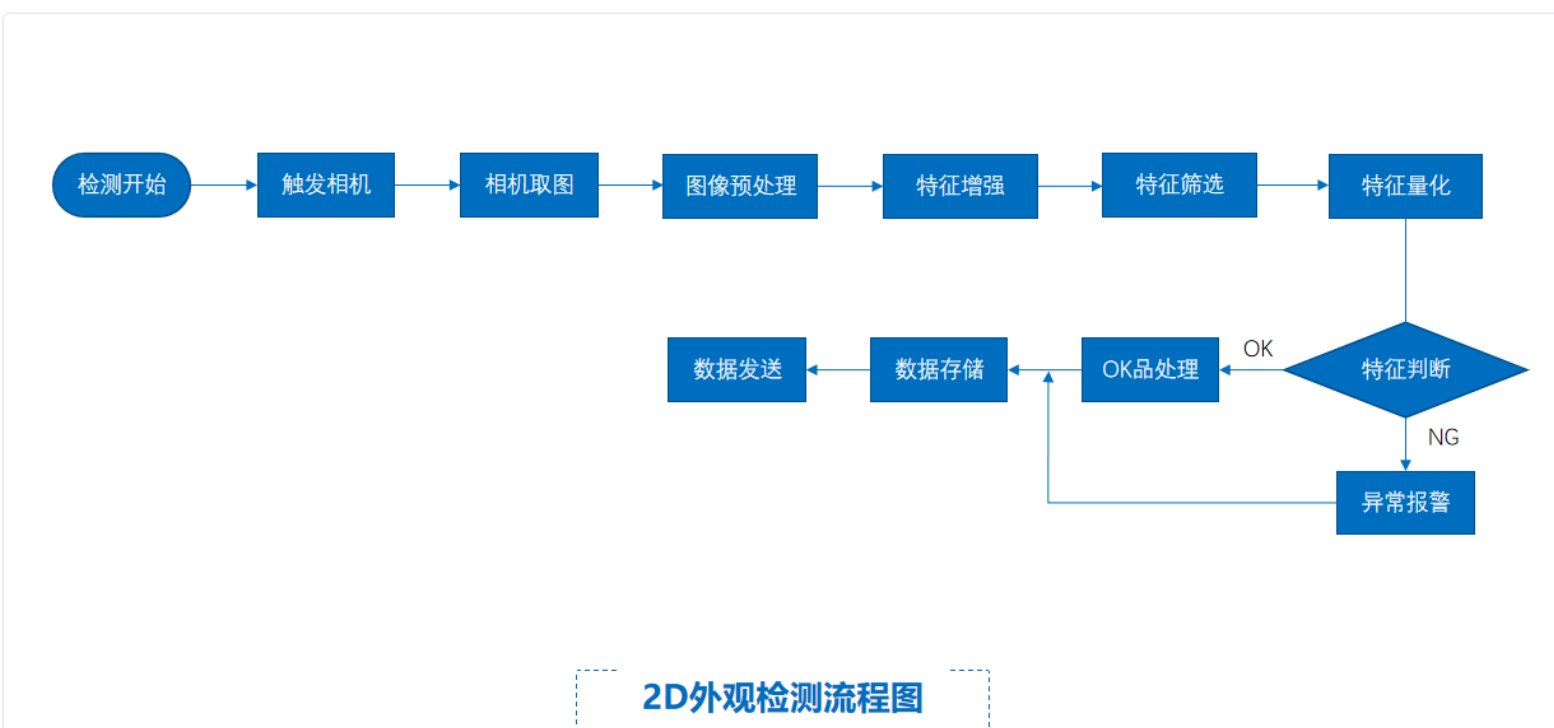 检测开始
触发相机
相机取图
图像预处理
特征增强
特征筛选
特征量化
特征判断
OK
OK品处理
数据存储
数据发送
NG
异常报警
2D外观检测流程图